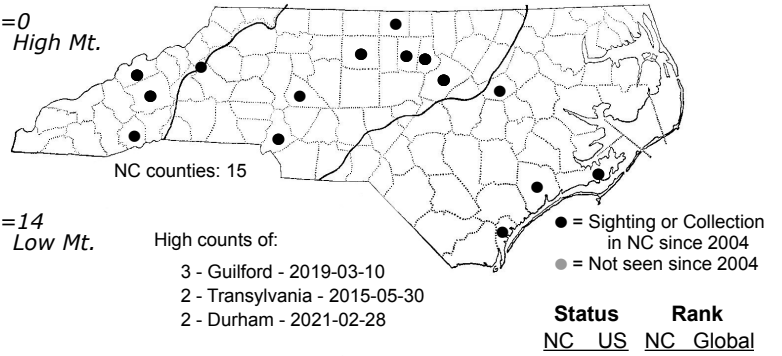 =0
High Mt.
NC counties: 15
=14
Low Mt.
High counts of:
3 - Guilford - 2019-03-10
2 - Transylvania - 2015-05-30
2 - Durham - 2021-02-28
● = Sighting or Collection
in NC since 2004
● = Not seen since 2004
Status Rank
NC US NC Global